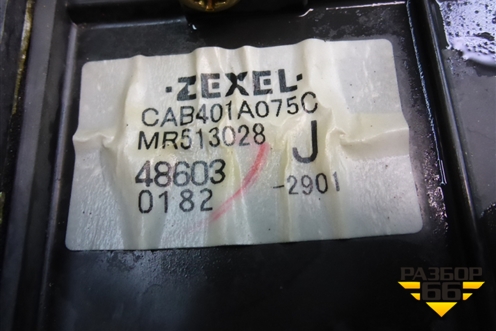 ·ZEXEL·
CAB401A075C
MR513028 J
48603 -2901
0182
РАЗБОР
66